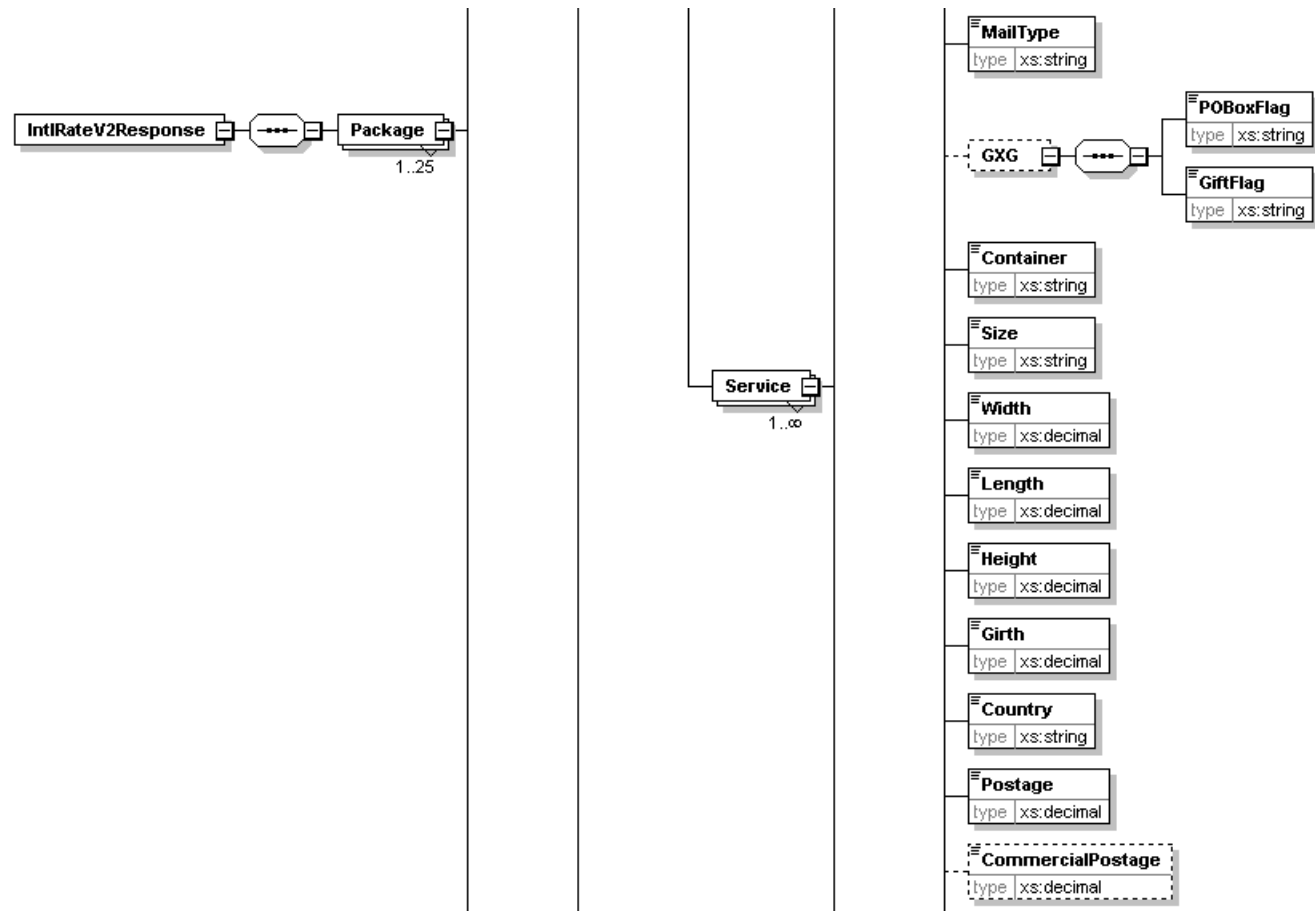 MailType
type xs:string
IntlRateV2Response
Package
1..25
GXG
POBoxFlag
type xs:string
GiftFlag
type xs:string
Container
type xs:string
Size
type xs:string
Service
1..∞
Width
type xs:decimal
Length
type xs:decimal
Height
type xs:decimal
Girth
type xs:decimal
Country
type xs:string
Postage
type xs:decimal
CommercialPostage
type xs:decimal